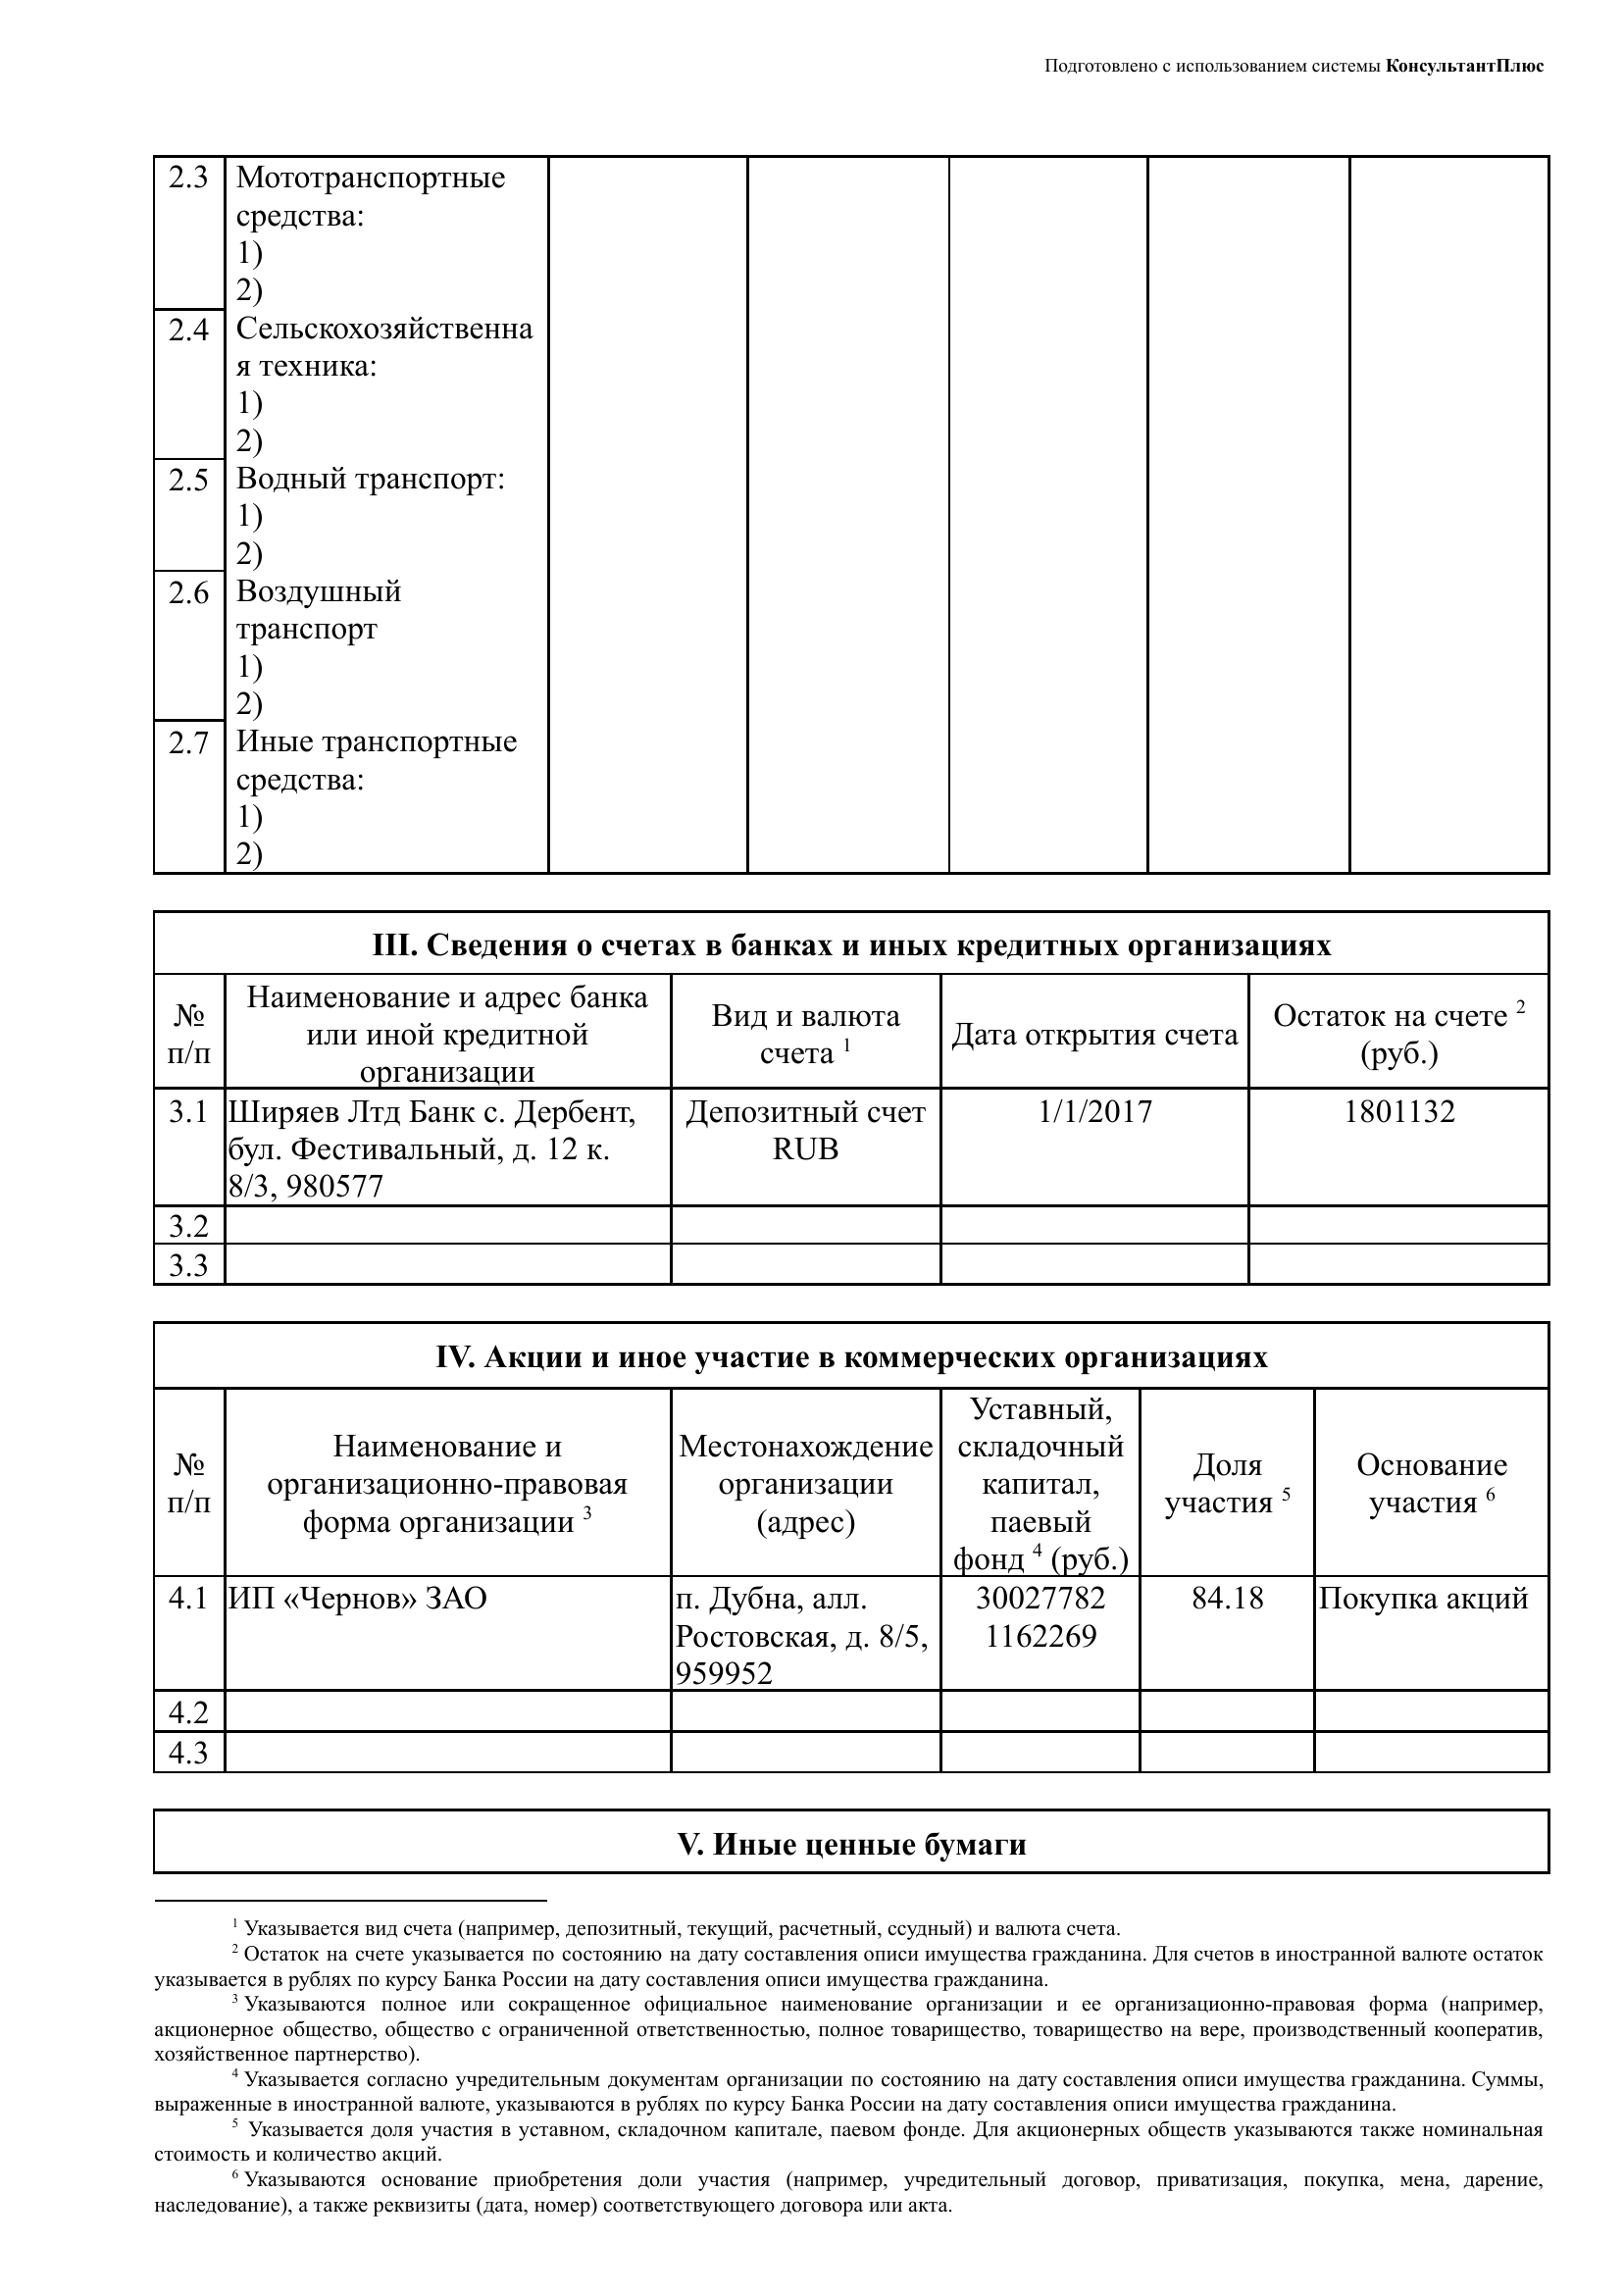 Подготовлено с использованием системы КонсультантПлюс
2.3 Мототранспортные
средства:
1)
2)
2.4 Сельскохозяйственна
я техника:
1)
2)
2.5 Водный транспорт:
1)
2)
2.6 Воздушный
транспорт
1)
2)
2.7 Иные транспортные
средства:
1)
2)
III. Сведения о счетах в банках и иных кредитных организациях
№
п/п
Наименование и адрес банка
или иной кредитной
организации
Вид и валюта
счета 1
Дата открытия счета
Остаток на счете 2
(руб.)
3.1
Ширяев Лтд Банк с. Дербент,
бул. Фестивальный, д. 12 к.
8/3, 980577
Депозитный счет
RUB
1/1/2017
1801132
3.2
3.3
IV. Акции и иное участие в коммерческих организациях
№
п/п
Наименование и
организационно-правовая
форма организации 3
Местонахождение
организации
(адрес)
Уставный,
складочный
капитал,
паевый
фонд 4 (руб.)
Доля
участия 5
Основание
участия 6
4.1
ИП «Чернов» ЗАО
п. Дубна, алл.
Ростовская, д. 8/5,
959952
30027782
1162269
84.18
Покупка акций
4.2
4.3
V. Иные ценные бумаги
1 Указывается вид счета (например, депозитный, текущий, расчетный, ссудный) и валюта счета.
2 Остаток на счете указывается по состоянию на дату составления описи имущества гражданина. Для счетов в иностранной валюте остаток
указывается в рублях по курсу Банка России на дату составления описи имущества гражданина.
3 Указываются полное или сокращенное официальное наименование организации и ее организационно-правовая форма (например,
акционерное общество, общество с ограниченной ответственностью, полное товарищество, товарищество на вере, производственный кооператив,
хозяйственное партнерство).
4 Указывается согласно учредительным документам организации по состоянию на дату составления описи имущества гражданина. Суммы,
выраженные в иностранной валюте, указываются в рублях по курсу Банка России на дату составления описи имущества гражданина.
5 Указывается доля участия в уставном, складочном капитале, паевом фонде. Для акционерных обществ указываются также номинальная
стоимость и количество акций.
6 Указываются основание приобретения доли участия (например, учредительный договор, приватизация, покупка, мена, дарение,
наследование), а также реквизиты (дата, номер) соответствующего договора или акта.